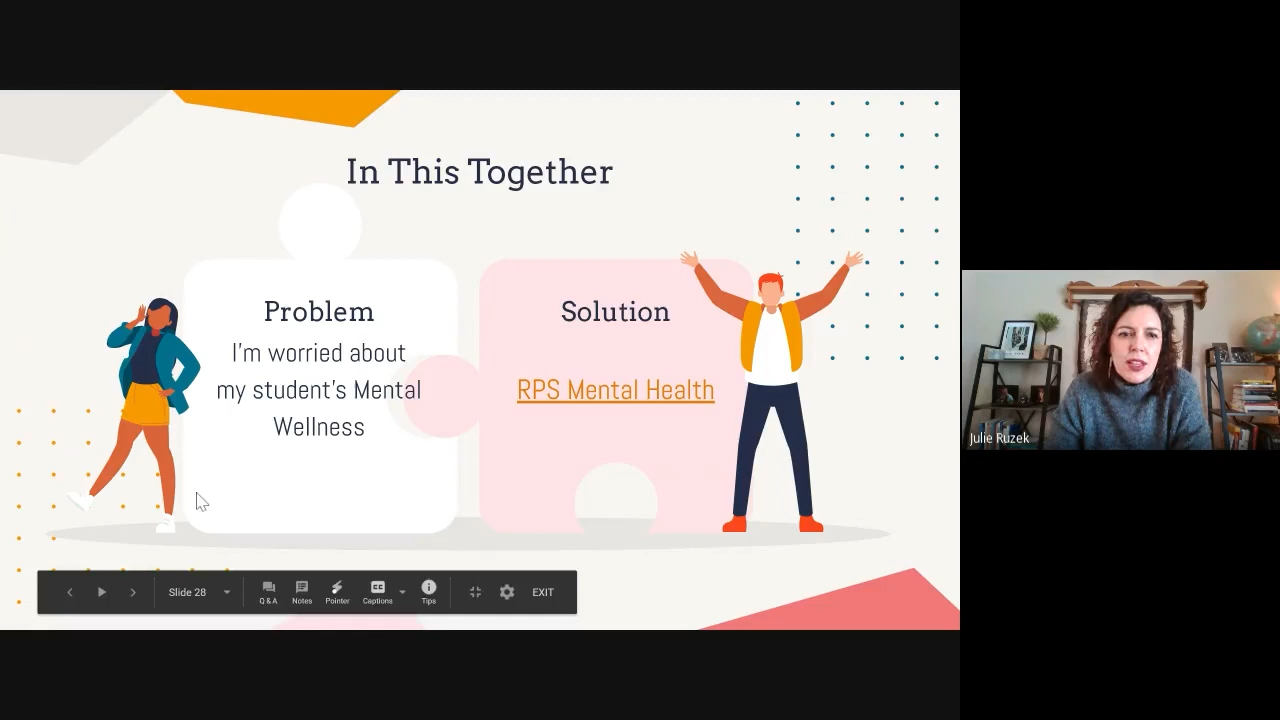 In This Together
Problem
I'm worried about
my student's Mental
Wellness
Solution
RPS Mental Health
Slide 28
Q & A
Notes
Pointer
CC
Captions
Tips
EXIT
Julie Ruzek